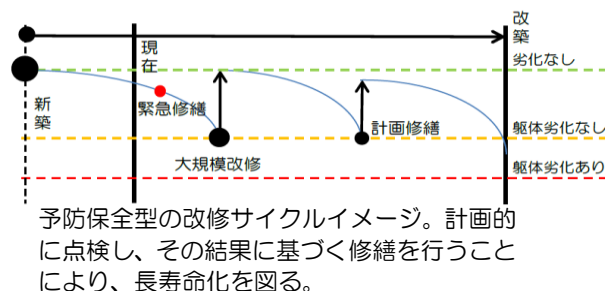 改築
現在
劣化なし
新築
緊急修繕
計画修繕
躯体劣化なし
大規模改修
躯体劣化あり
予防保全型の改修サイクルイメージ。計画的
に点検し、その結果に基づく修繕を行うこと
により、長寿命化を図る。